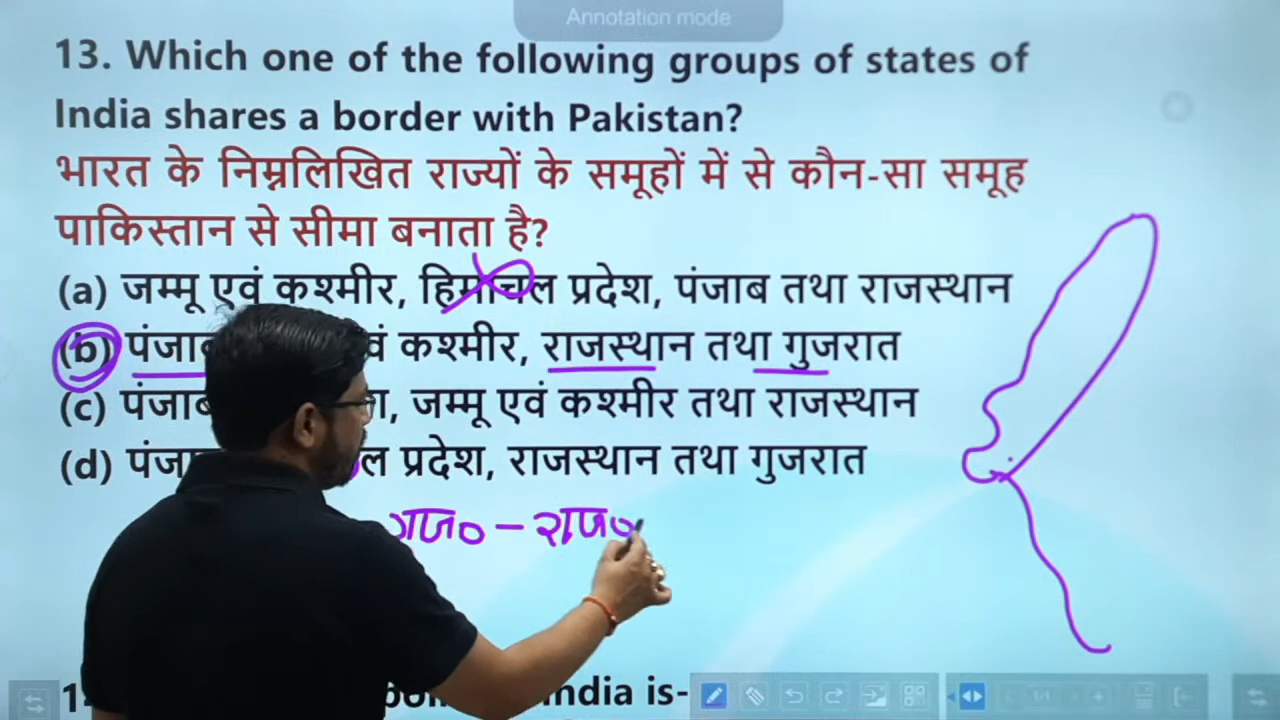 Annotation mode
13. Which one of the following groups of states of
India shares a border with Pakistan?
भारत के निम्नलिखित राज्यों के समूहों में से कौन-सा समूह
पाकिस्तान से सीमा बनाता है?
(a) जम्मू एवं कश्मीर, हिमाचल प्रदेश, पंजाब तथा राजस्थान
(b) कश्मीर, राजस्थान तथा गुजरात
(c) पंजाब जम्मू एवं कश्मीर तथा राजस्थान
(d) प्रदेश, राजस्थान तथा गुजरात
India is-